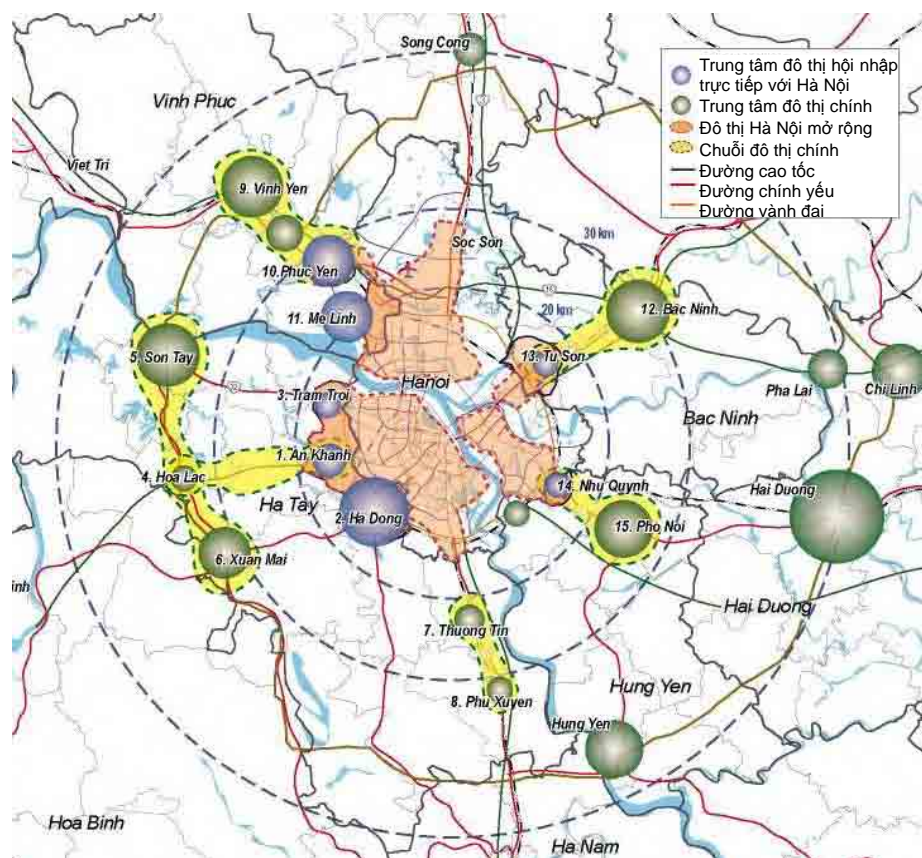 Song Cong
Vinh Phuc
Viet Tri
9. Vinh Yen
Soc Son
30 km
10. Phuc Yen
20 km
12. Bac Ninh
11. Me Linh
5. Son Tay
13. Tu Son
Hanoi
Pha Lai
Chi Linh
3. Tram Troi
32
Bac Ninh
1. An Khanh
4. Hoa Lac
14. Nhu Quynh
Hai Duong
Ha Tây
2. Ha Dong
15. Pho Noi
6. Xuan Mai
Hai Duong
7. Thuong Tin
8. Phu Xuyen
Hung Yen
Hung Yen
Hoa Binh
Ha Nam
Trung tâm đô thị hội nhập
trực tiếp với Hà Nội
Trung tâm đô thị chính
Đô thị Hà Nội mở rộng
Chuỗi đô thị chính
Đường cao tốc
Đường chính yếu
Đường vành đai